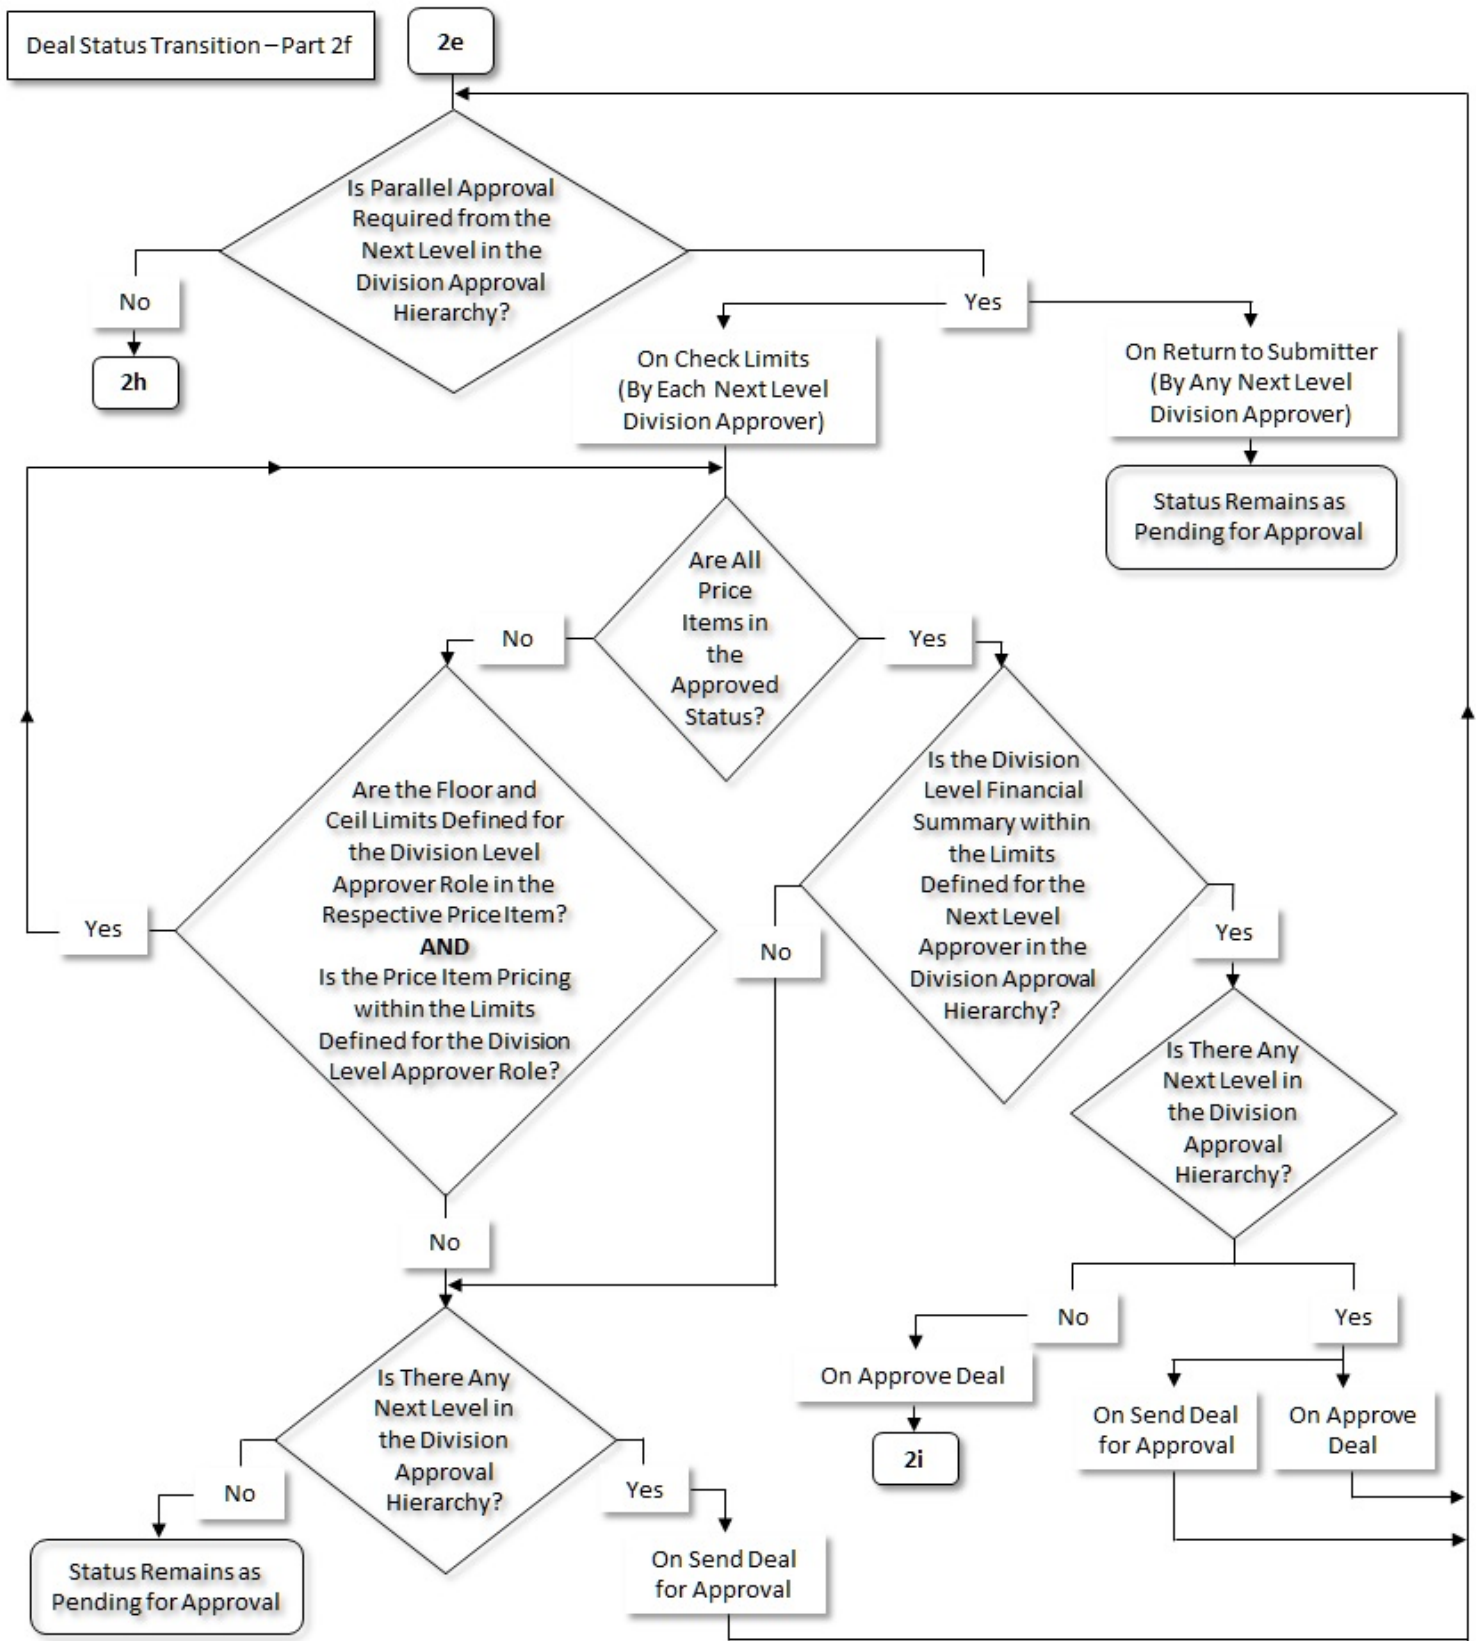 Deal Status Transition – Part 2f
2e
Is Parallel Approval
Required from the
Next Level in the
Division Approval
Hierarchy?
No
2h
Yes
On Check Limits
(By Each Next Level
Division Approver)
On Return to Submitter
(By Any Next Level
Division Approver)
Status Remains as
Pending for Approval
Are All
Price
Items in
the
Approved
Status?
No
Yes
Are the Floor and
Ceil Limits Defined for
the Division Level
Approver Role in the
Respective Price Item?
AND
Is the Price Item Pricing
within the Limits
Defined for the Division
Level Approver Role?
Yes
No
Is the Division
Level Financial
Summary within
the Limits
Defined for the
Next Level
Approver in the
Division Approval
Hierarchy?
No
Yes
Is There Any
Next Level in
the Division
Approval
Hierarchy?
No
Yes
On Approve Deal
2i
On Send Deal
for Approval
On Approve
Deal
Is There Any
Next Level in
the Division
Approval
Hierarchy?
No
Yes
Status Remains as
Pending for Approval
On Send Deal
for Approval